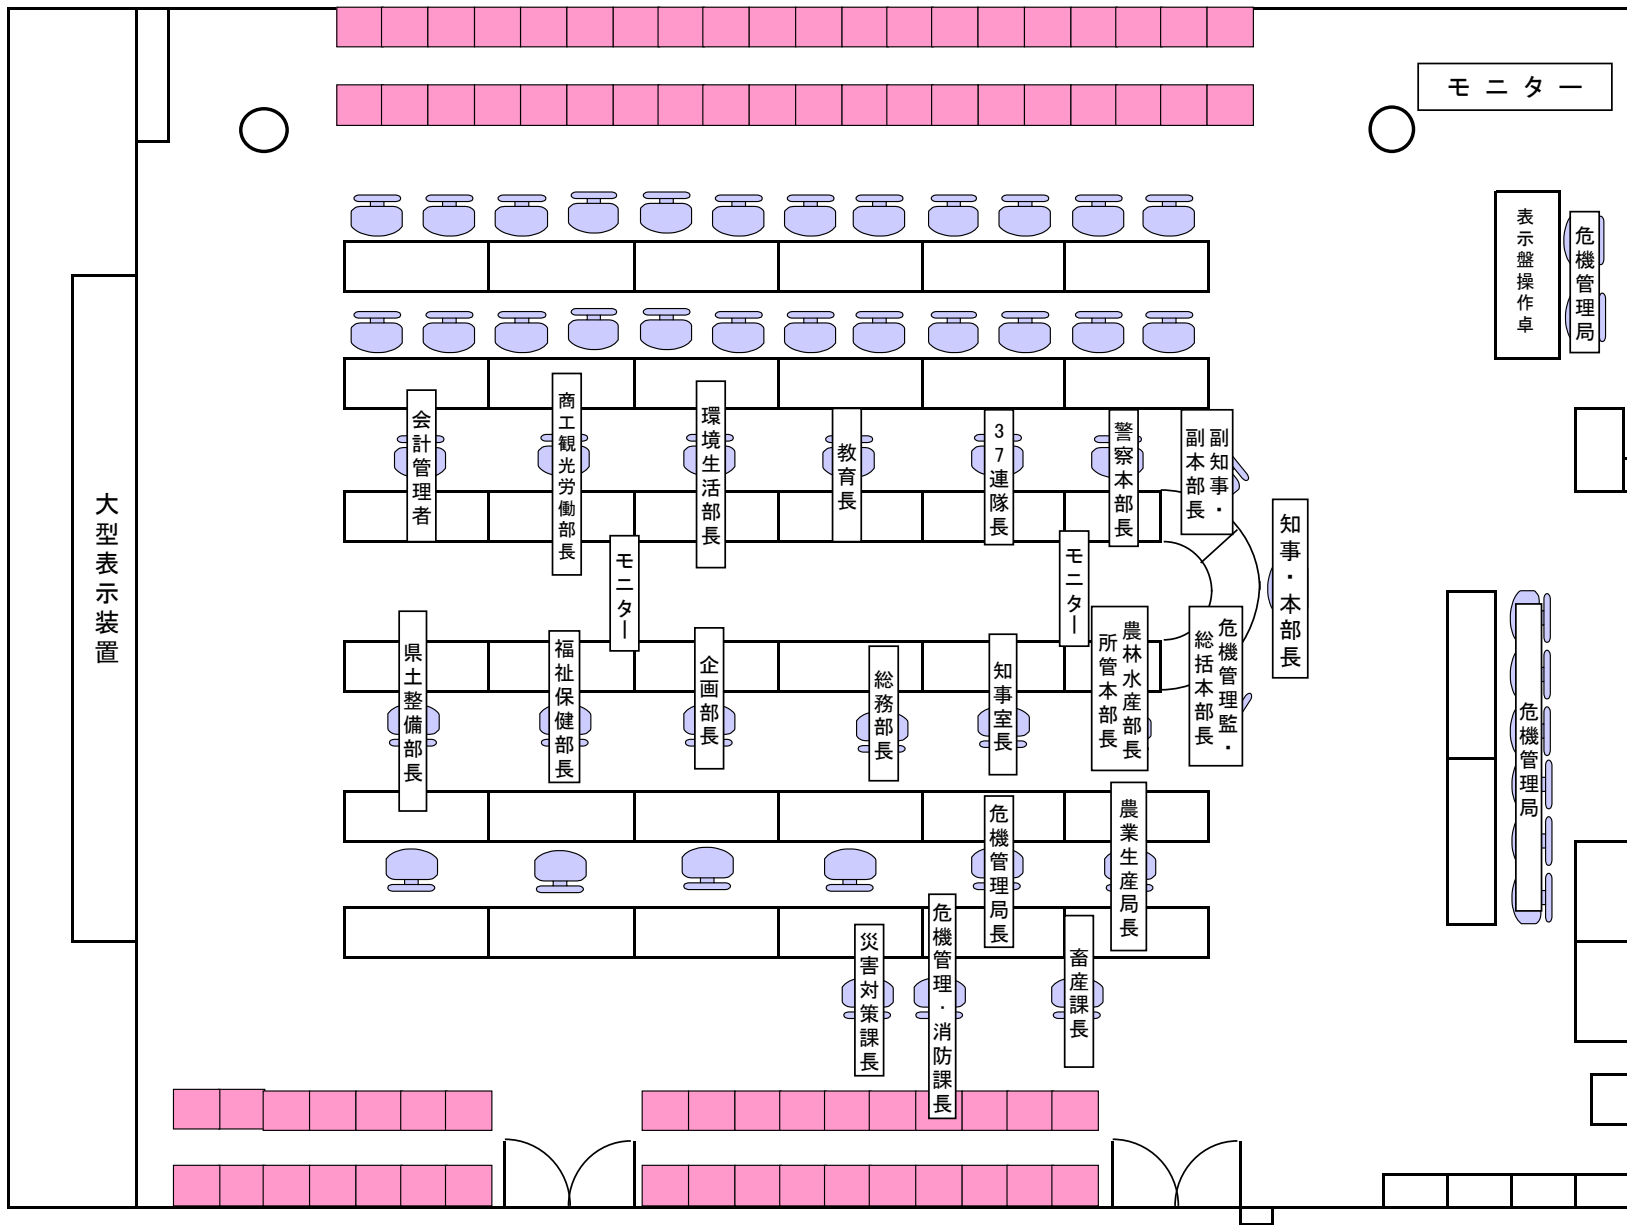 モニター
表示盤操作卓
危機管理局
大型表示装置
会計管理者
商工観光労働部長
環境生活部長
教育長
37連隊長
警察本部長
副知事・
副本部長
知事・本部長
モニター
モニター
県土整備部長
福祉保健部長
企画部長
総務部長
知事室長
農林水産部長
所管本部長
危機管理監・
総括本部長
危機管理局
危機管理局長
農業生産局長
災害対策課長
危機管理・消防課長
畜産課長